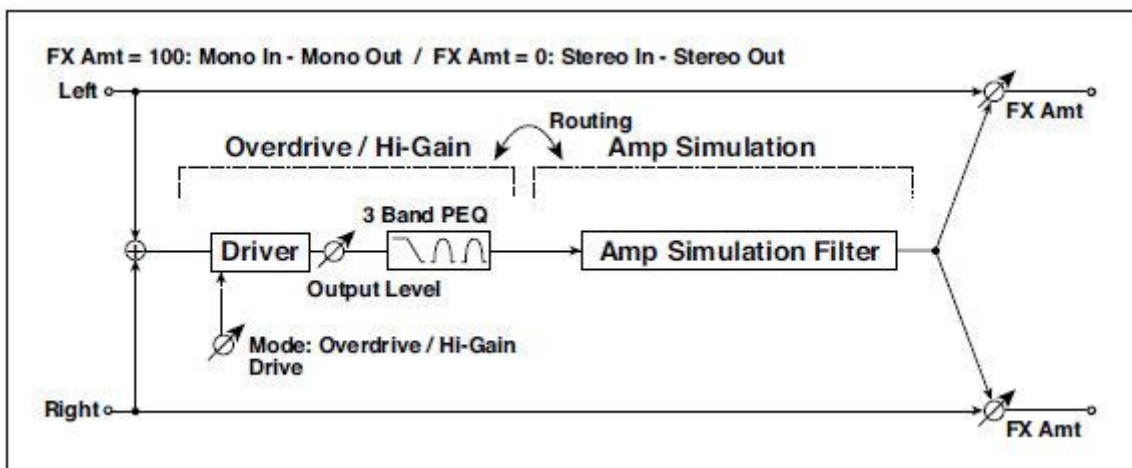 FX Amt = 100: Mono In - Mono Out / FX Amt = 0: Stereo In - Stereo Out
Left
FX Amt
Routing
Overdrive / Hi-Gain
Amp Simulation
3 Band PEQ
Driver
Amp Simulation Filter
Output Level
Mode: Overdrive / Hi-Gain
Drive
Right
FX Amt